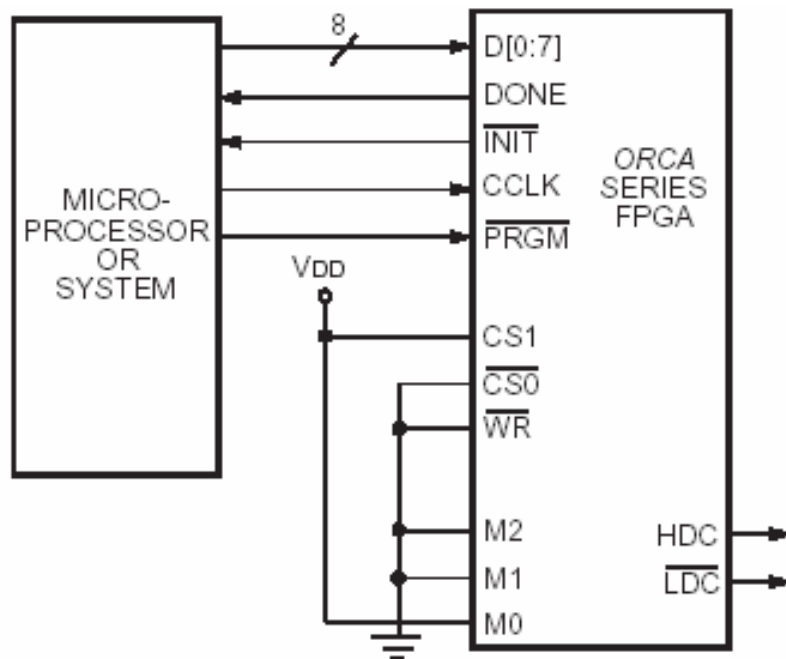 8
D[0:7]
DONE
INIT
CCLK
PRGM
MICRO-
PROCESSOR
OR
SYSTEM
ORCA
SERIES
FPGA
VDD
CS1
CS0
WR
M2
M1
M0
HDC
LDC